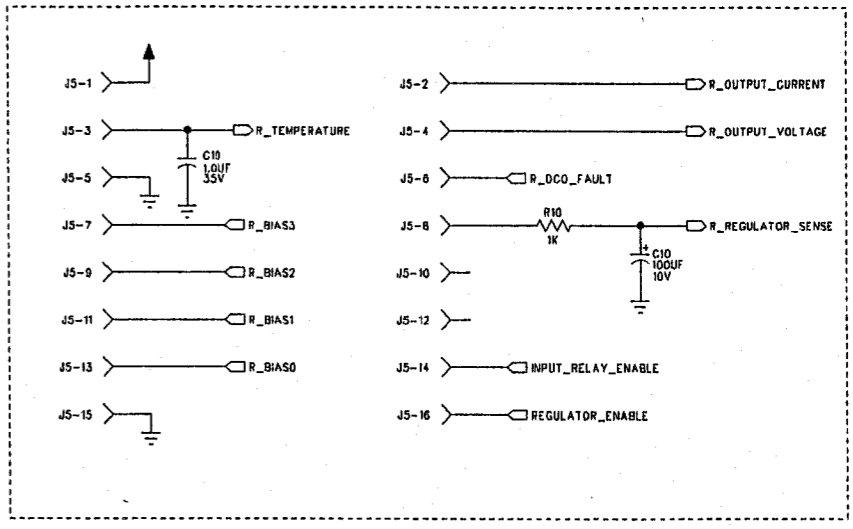 J5-1
J5-2 R_OUTPUT_CURRENT
J5-3 R_TEMPERATURE
J5-4 R_OUTPUT_VOLTAGE
C19
1.0UF
35V
J5-5
J5-6 R_DCO_FAULT
J5-7 R_BIAS3
J5-8 R10 R_REGULATOR_SENSE
1K
J5-9 R_BIAS2
J5-10
+
C10
100UF
10V
J5-11 R_BIAS1
J5-12
J5-13 R_BIAS0
J5-14 INPUT_RELAY_ENABLE
J5-15
J5-16 REGULATOR_ENABLE